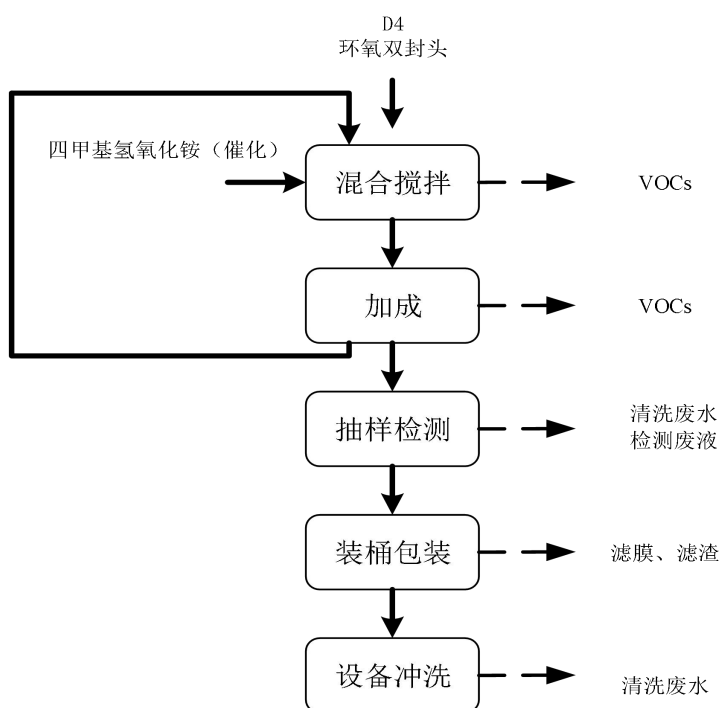 D4
环氧双封头
四甲基氢氧化铵（催化）
混合搅拌
VOCs
加成
VOCs
抽样检测
清洗废水
检测废液
装桶包装
滤膜、滤渣
设备冲洗
清洗废水